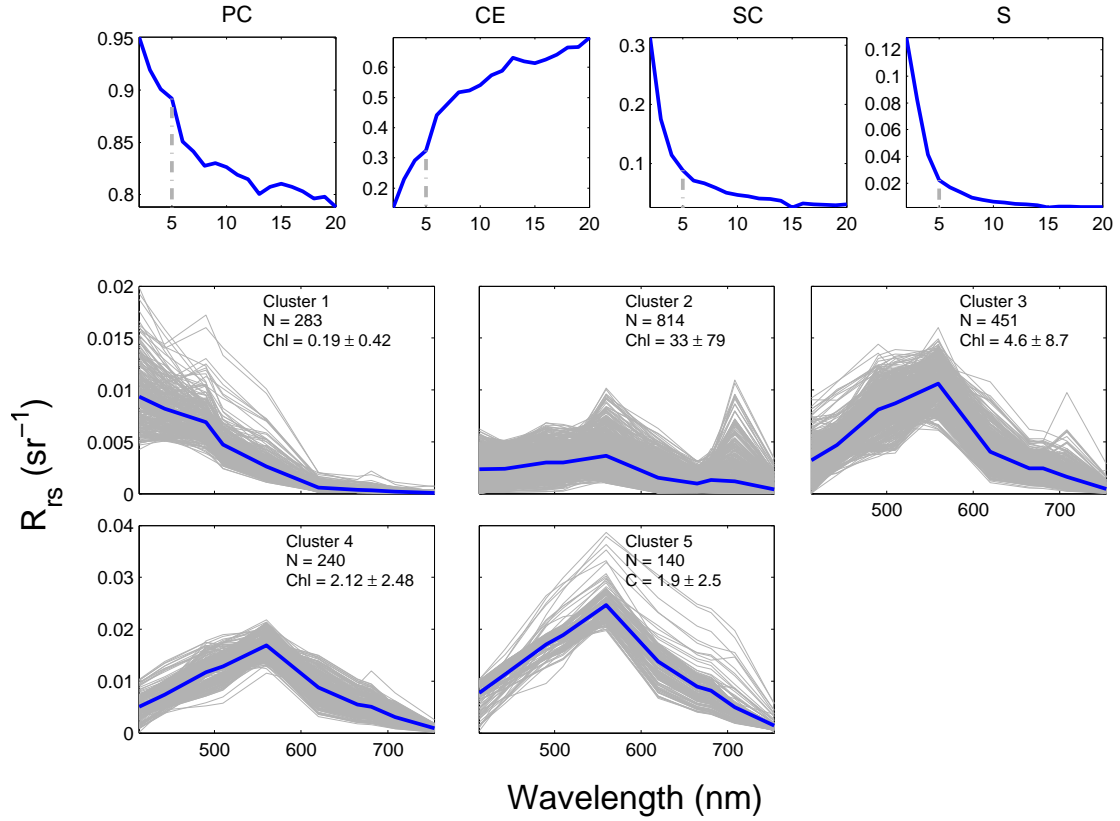 PC
CE
SC
S
0.95
0.9
0.85
0.8
5 10 15 20
0.6
0.5
0.4
0.3
0.2
5 10 15 20
0.3
0.2
0.1
5 10 15 20
0.12
0.10
0.08
0.06
0.04
0.02
5 10 15 20
Rrs (sr−1)
0.02
0.015
0.01
0.005
0
Cluster 1
N = 283
Chl = 0.19 ± 0.42
Cluster 2
N = 814
Chl = 33 ± 79
Cluster 3
N = 451
Chl = 4.6 ± 8.7
500 600 700
0.04
0.03
0.02
0.01
0
Cluster 4
N = 240
Chl = 2.12 ± 2.48
500 600 700
Cluster 5
N = 140
C = 1.9 ± 2.5
500 600 700
Wavelength (nm)